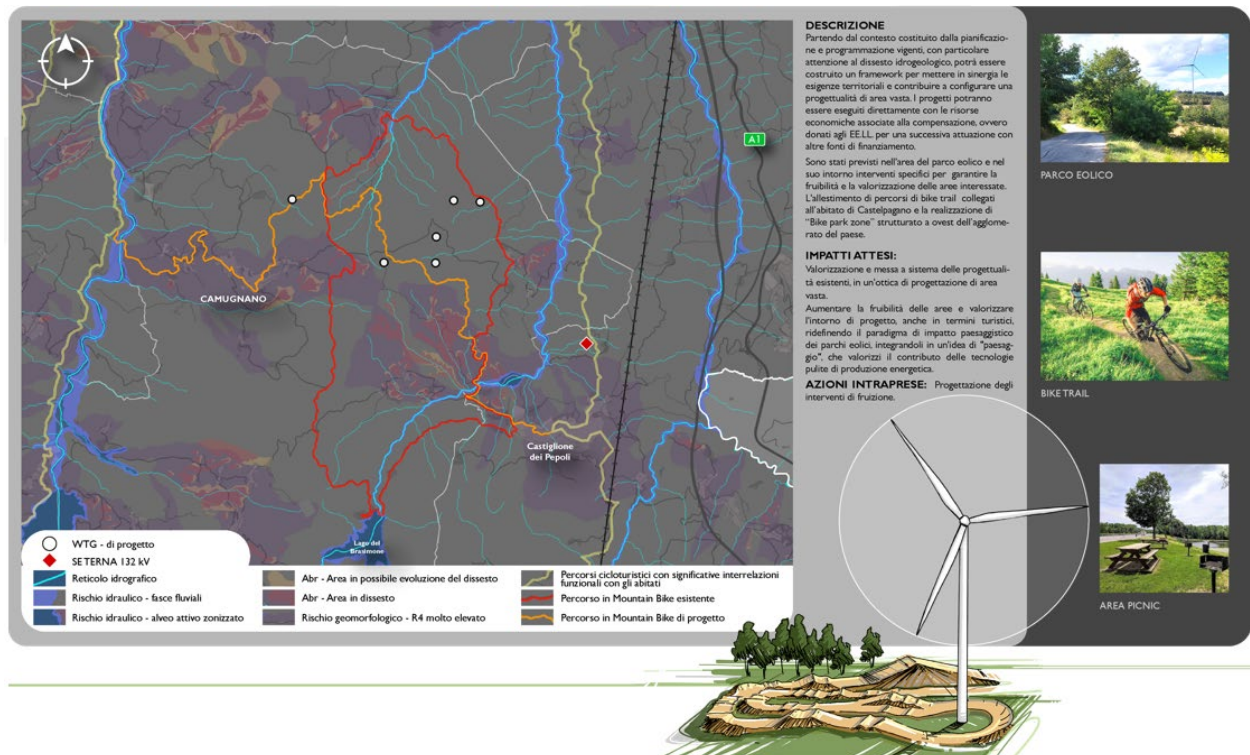 A1
CAMUGNANO
Castiglione
dei Pepoli
Lago del
Brasimone
WTG - di progetto
SE TERNA 132 kV
Reticolo idrografico
Rischio idraulico - fasce fluviali
Rischio idraulico - alveo attivo zonizzato
Abr - Area in possibile evoluzione del dissesto
Abr - Area in dissesto
Rischio geomorfologico - R4 molto elevato
Percorsi cicloturistici con significative interrelazioni
funzionali con gli abitati
Percorso in Mountain Bike esistente
Percorso in Mountain Bike di progetto
DESCRIZIONE
Partendo dal contesto costituito dalla pianificazio-
ne e programmazione vigenti, con particolare
attenzione al dissesto idrogeologico, potrà essere
costruito un framework per mettere in sinergia le
esigenze territoriali e contribuire a configurare una
progettualità di area vasta. I progetti potranno
essere eseguiti direttamente con le risorse
economiche associate alla compensazione, ovvero
donati agli EE.LL. per una successiva attuazione con
altre fonti di finanziamento.
Sono stati previsti nell'area del parco eolico e nel
suo intorno interventi specifici per garantire la
fruibilità e la valorizzazione delle aree interessate.
L'allestimento di percorsi di bike trail collegati
all'abitato di Castelpagano e la realizzazione di
"Bike park zone" strutturato a ovest dell'agglome-
rato del paese.
IMPATTI ATTESI:
Valorizzazione e messa a sistema delle progettuali-
tà esistenti, in un'ottica di progettazione di area
vasta.
Aumentare la fruibilità delle aree e valorizzare
l'intorno di progetto, anche in termini turistici,
ridefinendo il paradigma di impatto paesaggistico
dei parchi eolici, integrandoli in un'idea di "paesag-
gio", che valorizzi il contributo delle tecnologie
pulite di produzione energetica.
AZIONI INTRAPRESE: Progettazione degli
interventi di fruizione.
PARCO EOLICO
BIKE TRAIL
AREA PICNIC